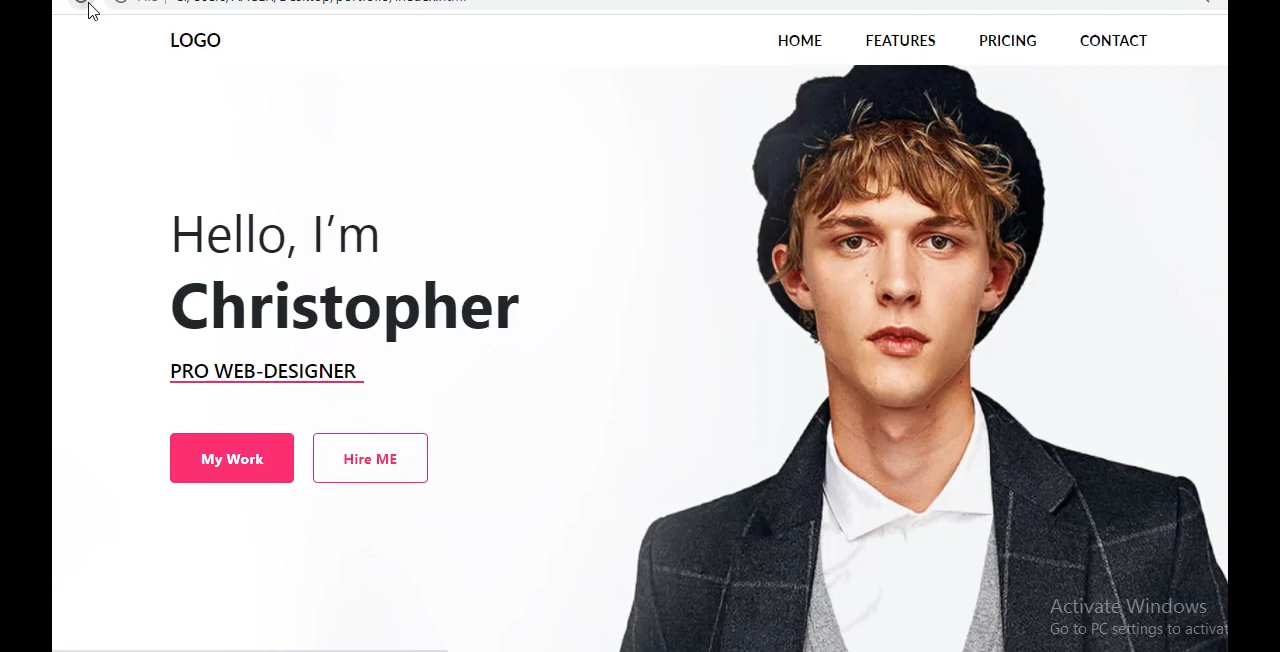 LOGO
HOME FEATURES PRICING CONTACT
Hello, I'm
Christopher
PRO WEB-DESIGNER
My Work Hire ME
Activate Windows
Go to PC settings to activat